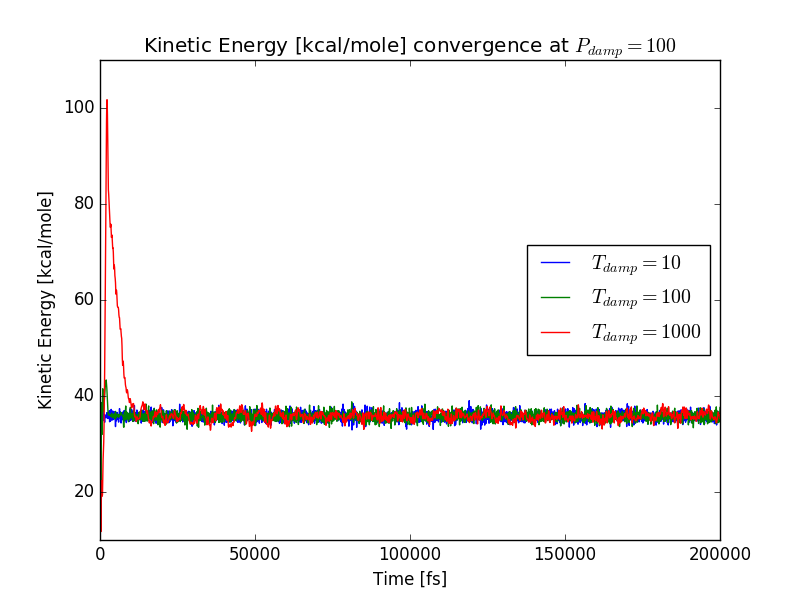 Kinetic Energy [kcal/mole] convergence at $P_{damp} = 100$
100
80
60
40
20
Kinetic Energy [kcal/mole]
$T_{damp} = 10$
$T_{damp} = 100$
$T_{damp} = 1000$
0 50000 100000 150000 200000
Time [fs]